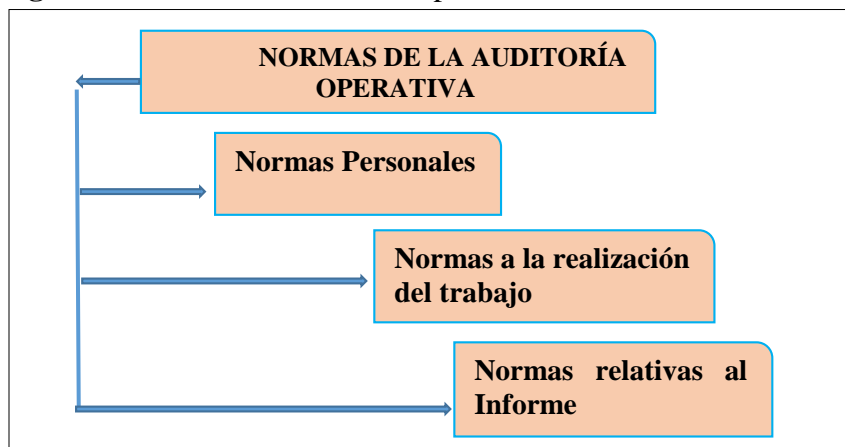 NORMAS DE LA AUDITORÍA
OPERATIVA
Normas Personales
Normas a la realización
del trabajo
Normas relativas al
Informe